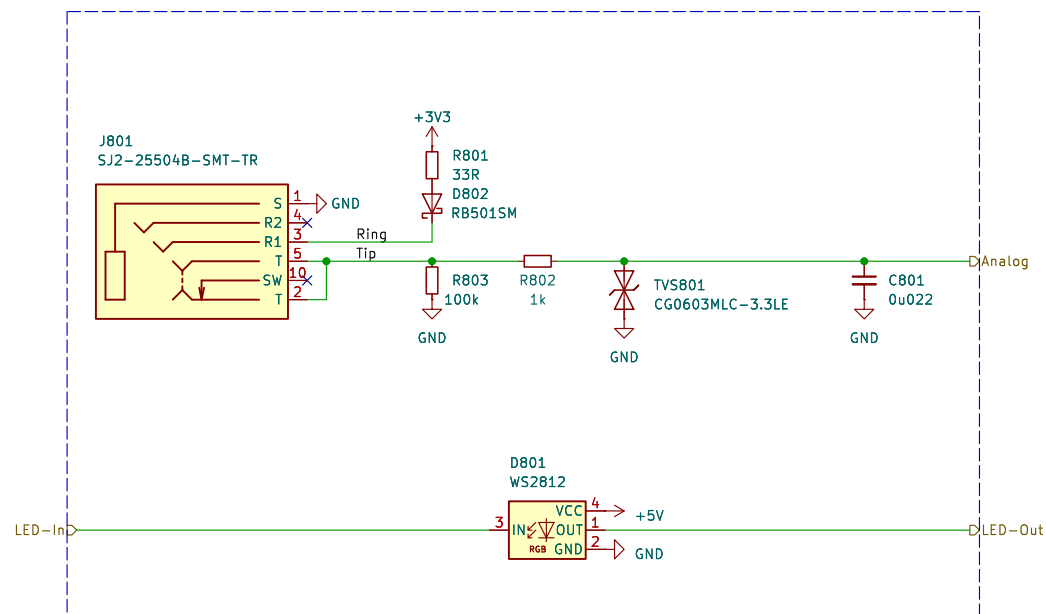 +3V3
J801
SJ2-25504B-SMT-TR
R801
33R
D802
RB501SM
S 1 GND
R2 4
R1 3 Ring
T 5 Tip
SW 10
T 2
R803
100k
GND
R802
1k
TVS801
CG0603MLC-3.3LE
GND
C801
0u022
GND
Analog
D801
WS2812
LED-In
3 IN
RGB
VCC 4 +5V
OUT 1
GND 2 GND
LED-Out